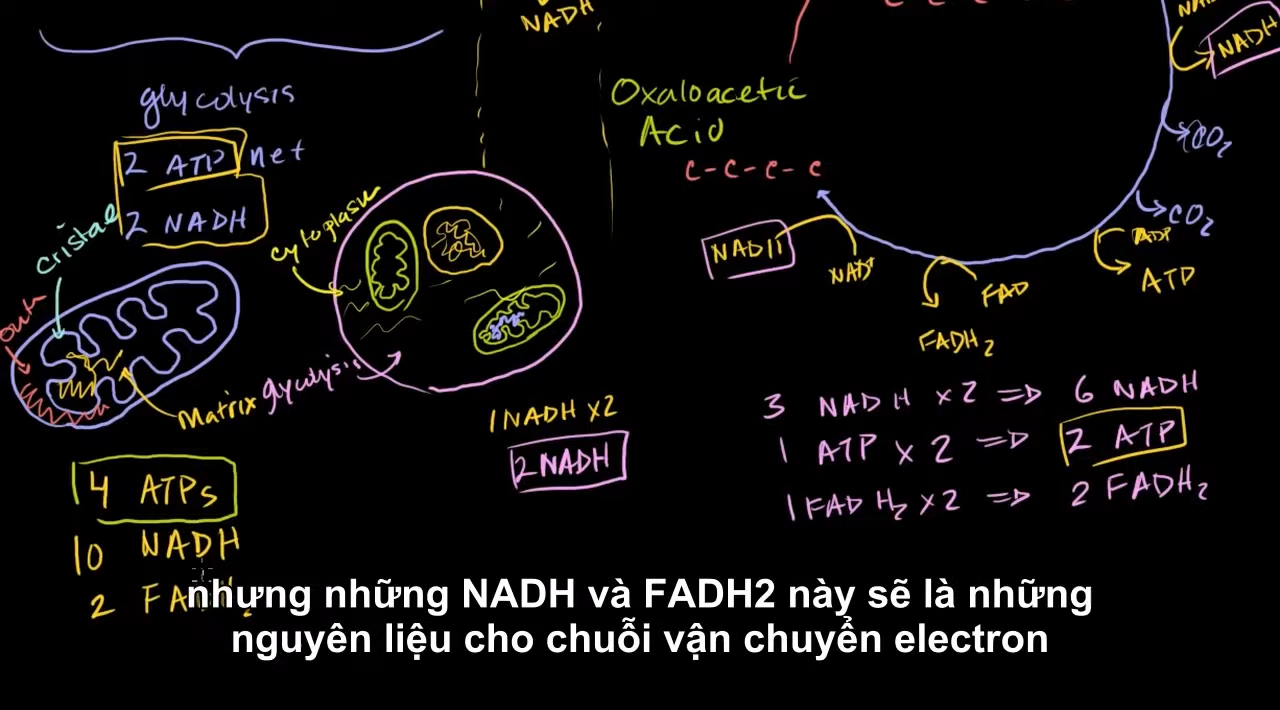 NADH
NADH
glycolysis
2 ATP net
2 NADH
cristae
cytoplasm
Matrix
glycolysis
Oxaloacetic
Acid
C-C-C-C
CO2
CO2
ADP
ATP
FAD
FADH2
NAD+
NADH
1 NADH x2
2 NADH
3 NADH x2 => 6 NADH
1 ATP x 2 => 2 ATP
1 FADH2 x 2 => 2 FADH2
4 ATPs
10 NADH
2
nhưng những NADH và FADH2 này sẽ là những
nguyên liệu cho chuỗi vận chuyển electron